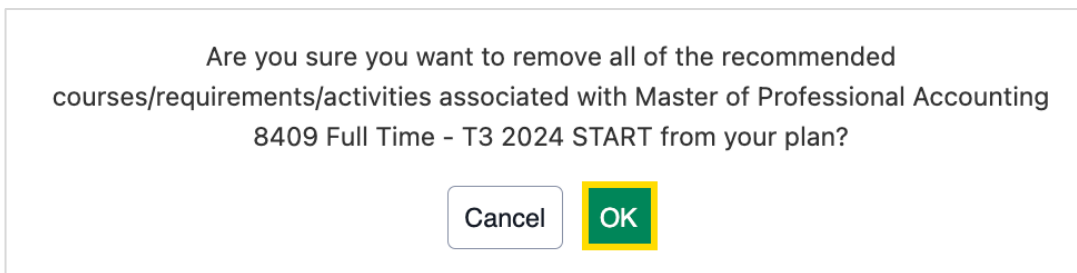 Are you sure you want to remove all of the recommended
courses/requirements/activities associated with Master of Professional Accounting
8409 Full Time - T3 2024 START from your plan?
Cancel OK